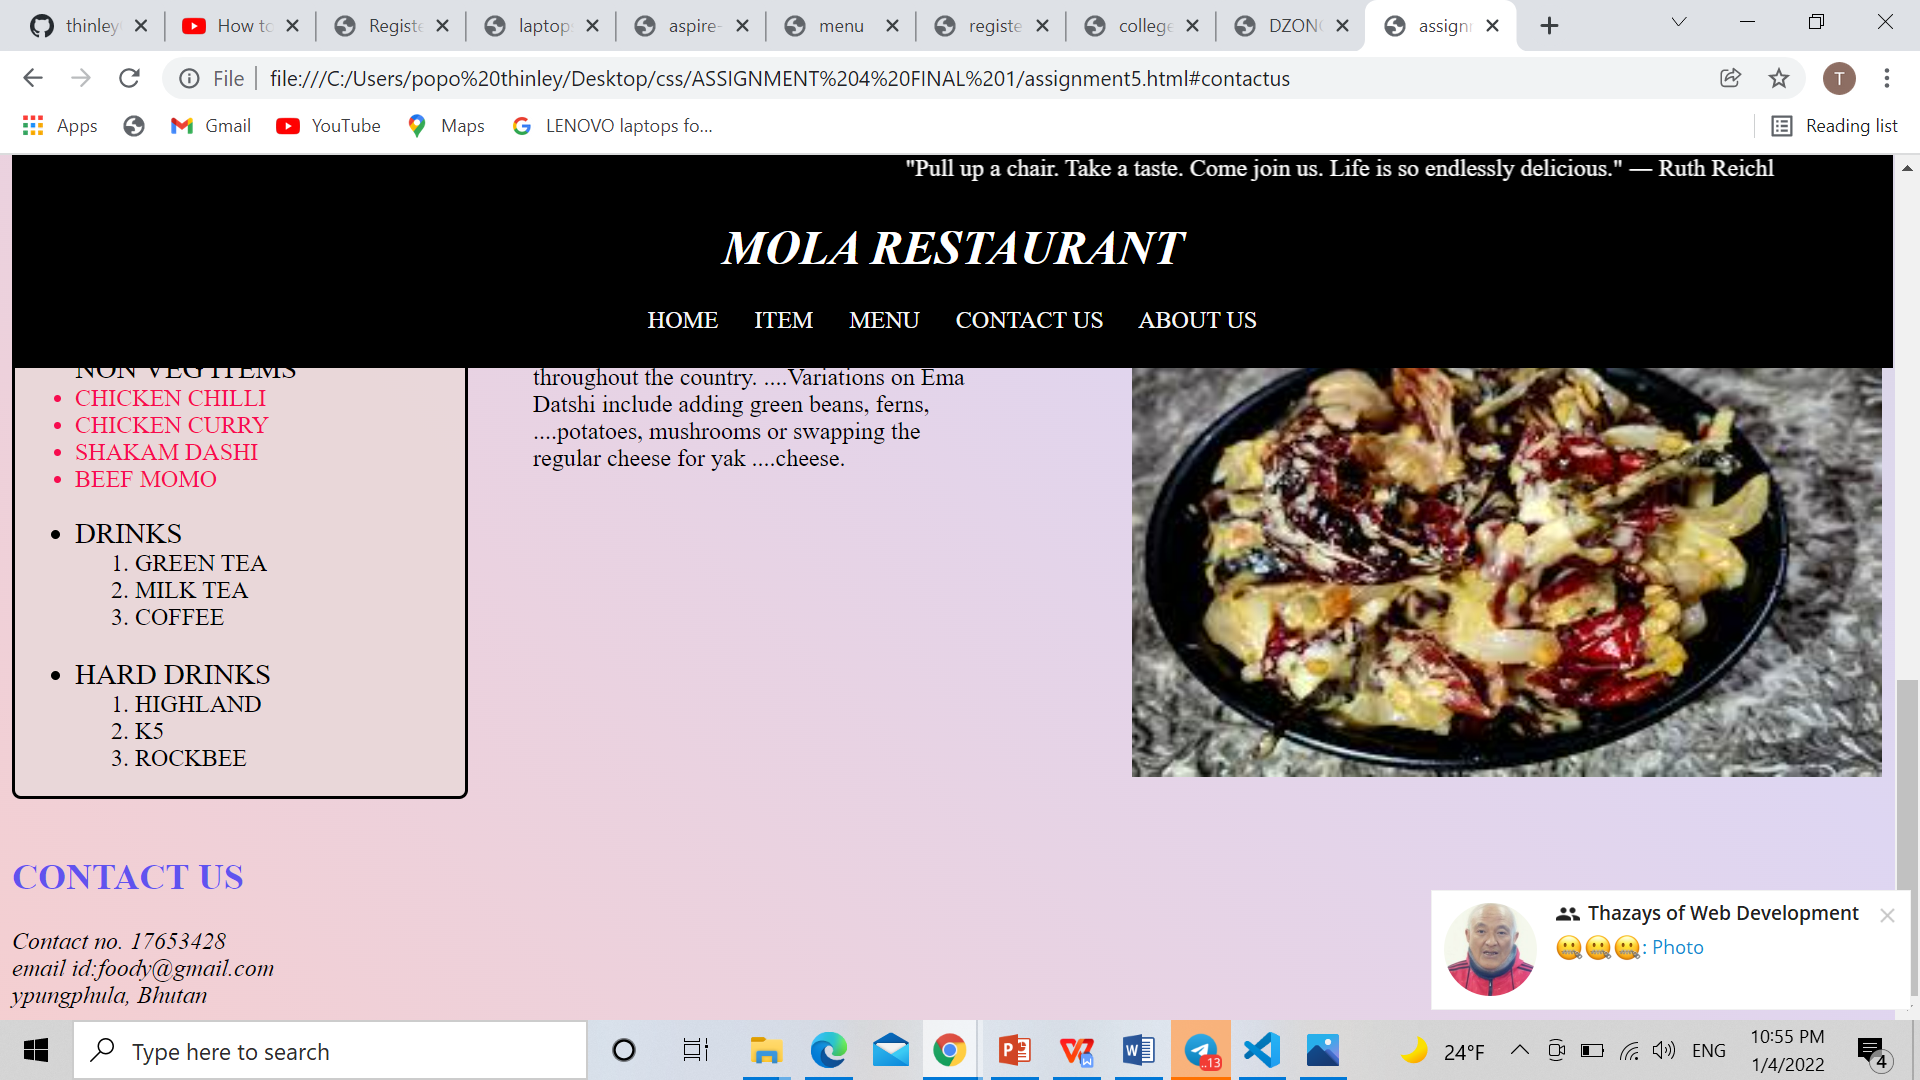 thinley
How to
Registe
laptop
aspire-
menu
registe
college
DZONG
assignm
File
file:///C:/Users/popo%20thinley/Desktop/css/ASSIGNMENT%204%20FINAL%201/assignment5.html#contactus
T
Apps
Gmail
YouTube
Maps
LENOVO laptops fo...
Reading list
"Pull up a chair. Take a taste. Come join us. Life is so endlessly delicious." — Ruth Reichl
MOLA RESTAURANT
HOME ITEM MENU CONTACT US ABOUT US
NON VEG ITEMS
CHICKEN CHILLI
CHICKEN CURRY
SHAKAM DASHI
BEEF MOMO
DRINKS
1. GREEN TEA
2. MILK TEA
3. COFFEE
HARD DRINKS
1. HIGHLAND
2. K5
3. ROCKBEE
throughout the country. ....Variations on Ema
Datshi include adding green beans, ferns,
....potatoes, mushrooms or swapping the
regular cheese for yak ....cheese.
CONTACT US
Contact no. 17653428
email id:foody@gmail.com
ypungphula, Bhutan
Thazays of Web Development
🤐🤐🤐: Photo
Type here to search
..13
24°F
ENG
10:55 PM
1/4/2022
4